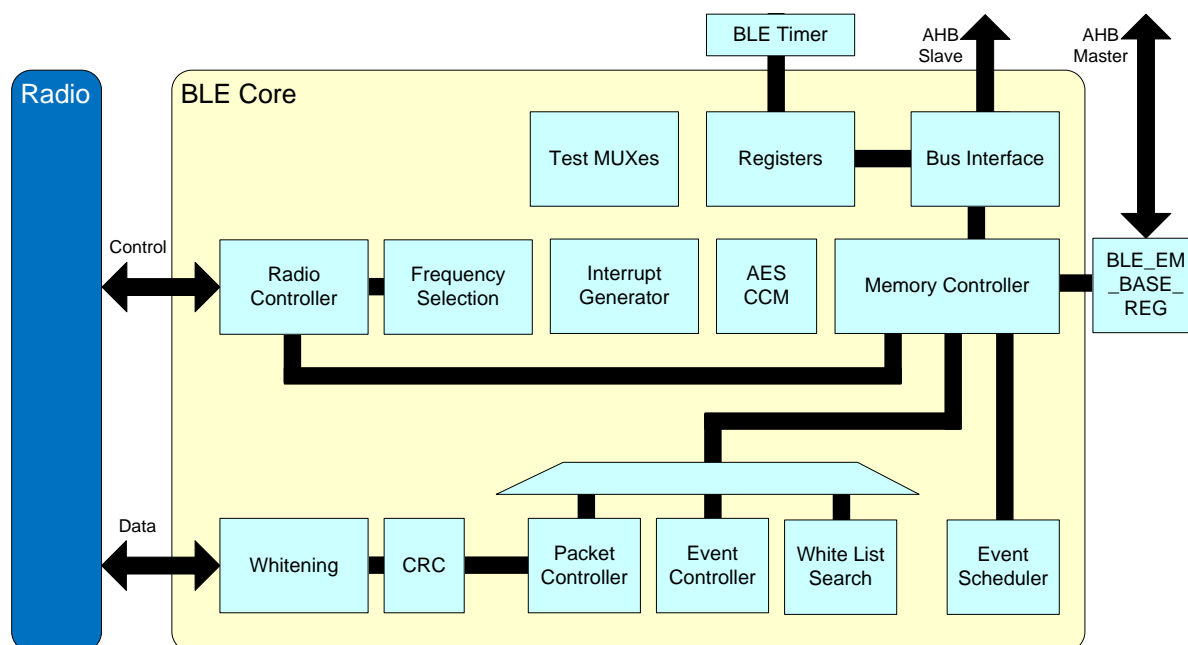 BLE Timer
AHB
Slave
AHB
Master
Radio
BLE Core
Test MUXes
Registers
Bus Interface
Control
Radio
Controller
Frequency
Selection
Interrupt
Generator
AES
CCM
Memory Controller
BLE_EM
_BASE_
REG
Data
Whitening
CRC
Packet
Controller
Event
Controller
White List
Search
Event
Scheduler